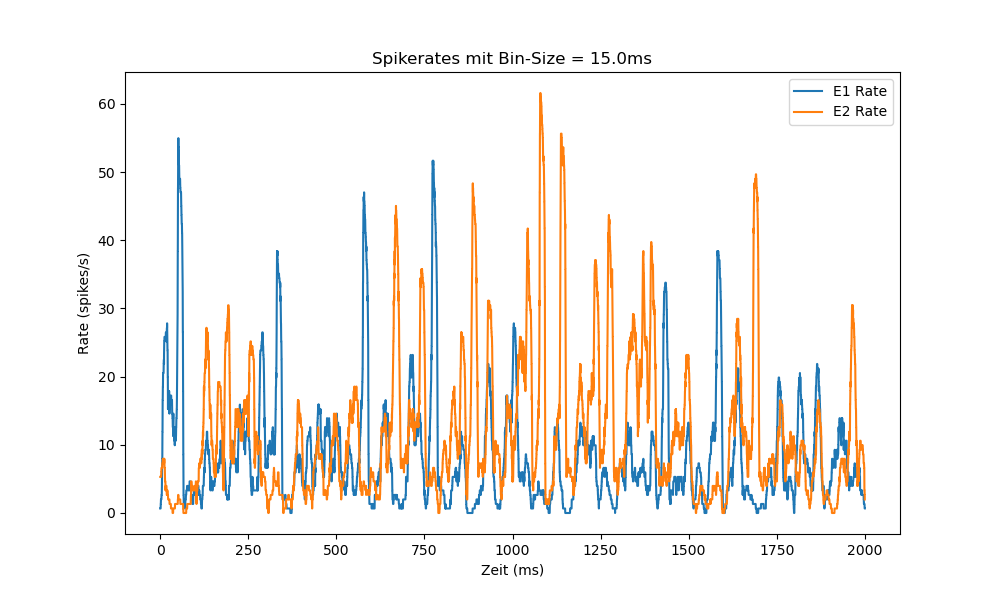 Spikerates mit Bin-Size = 15.0ms
E1 Rate
E2 Rate
60
50
40
30
20
10
0
Rate (spikes/s)
0 250 500 750 1000 1250 1500 1750 2000
Zeit (ms)